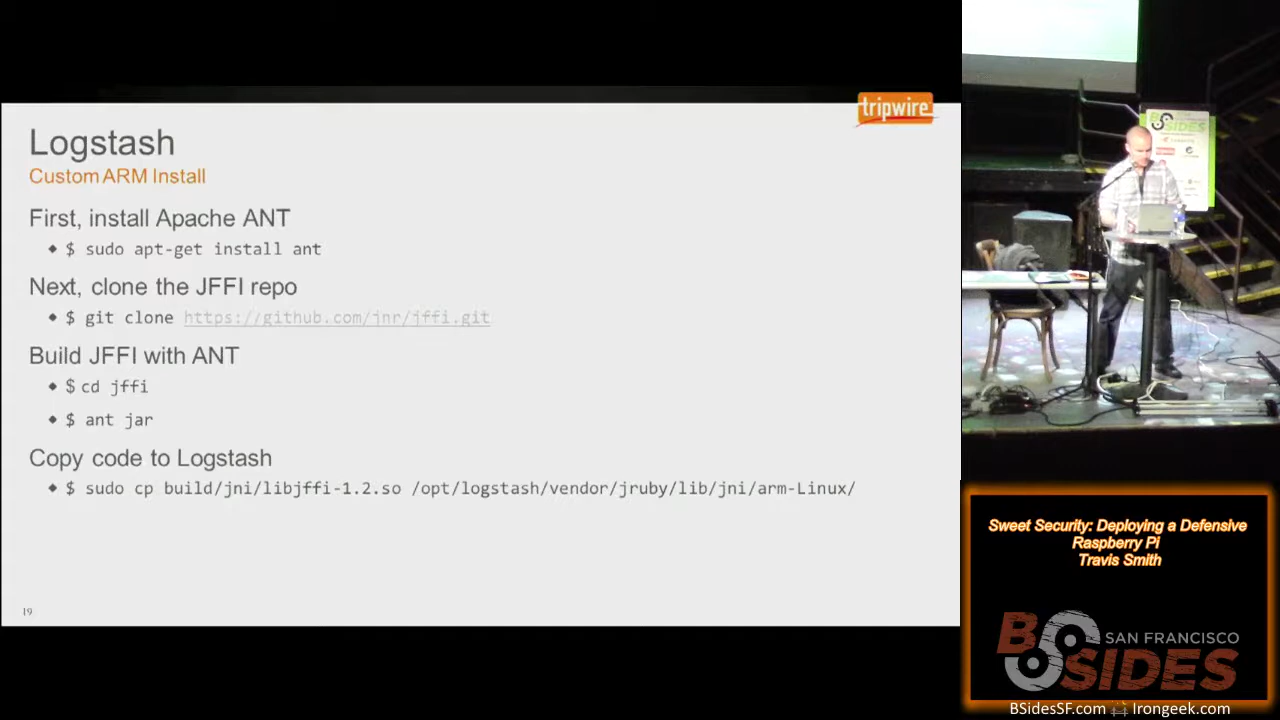 tripwire
Logstash
Custom ARM Install
First, install Apache ANT
◆ $ sudo apt-get install ant
Next, clone the JFFI repo
◆ $ git clone https://github.com/jnr/jffi.git
Build JFFI with ANT
◆ $ cd jffi
◆ $ ant jar
Copy code to Logstash
◆ $ sudo cp build/jni/libjffi-1.2.so /opt/logstash/vendor/jruby/lib/jni/arm-Linux/
19
BSIDES
Sweet Security: Deploying a Defensive
Raspberry Pi
Travis Smith
BSIDES
SAN FRANCISCO
BSidesSF.com Irongeek.com